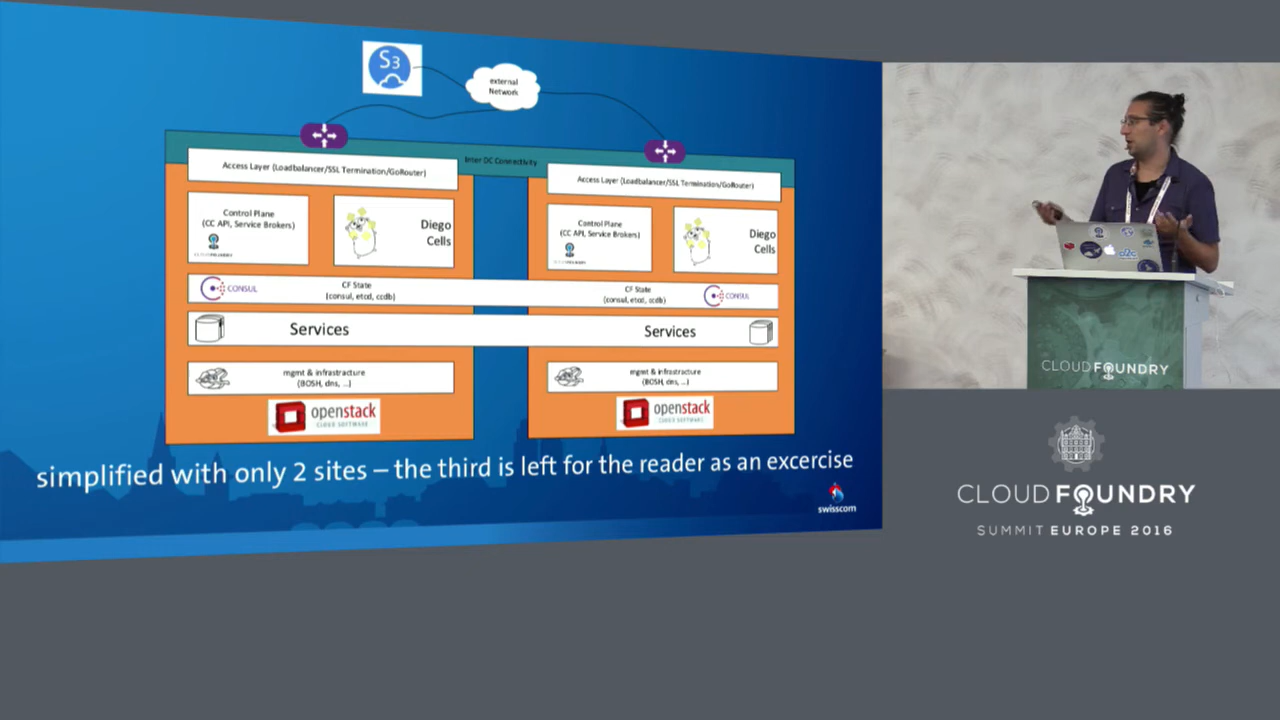 S3
external
Network
Inter DC Connectivity
Access Layer (Loadbalancer/SSL Termination/GoRouter)
Access Layer (Loadbalancer/SSL Termination/GoRouter)
Control Plane
(CC API, Service Brokers)
CLOUD FOUNDRY
Diego
Cells
Control Plane
(CC API, Service Brokers)
Diego
Cells
CONSUL
CF State
(consul, etcd, ccdb)
CF State
(consul, etcd, ccdb)
CONSUL
Services
Services
mgmt & infrastructure
(BOSH, dns, ...)
mgmt & infrastructure
(BOSH, dns, ...)
openstack
CLOUD SOFTWARE
openstack
CLOUD SOFTWARE
simplified with only 2 sites – the third is left for the reader as an excercise
swisscom
CLOUD FOUNDRY
CLOUD FOUNDRY
SUMMIT EUROPE 2016